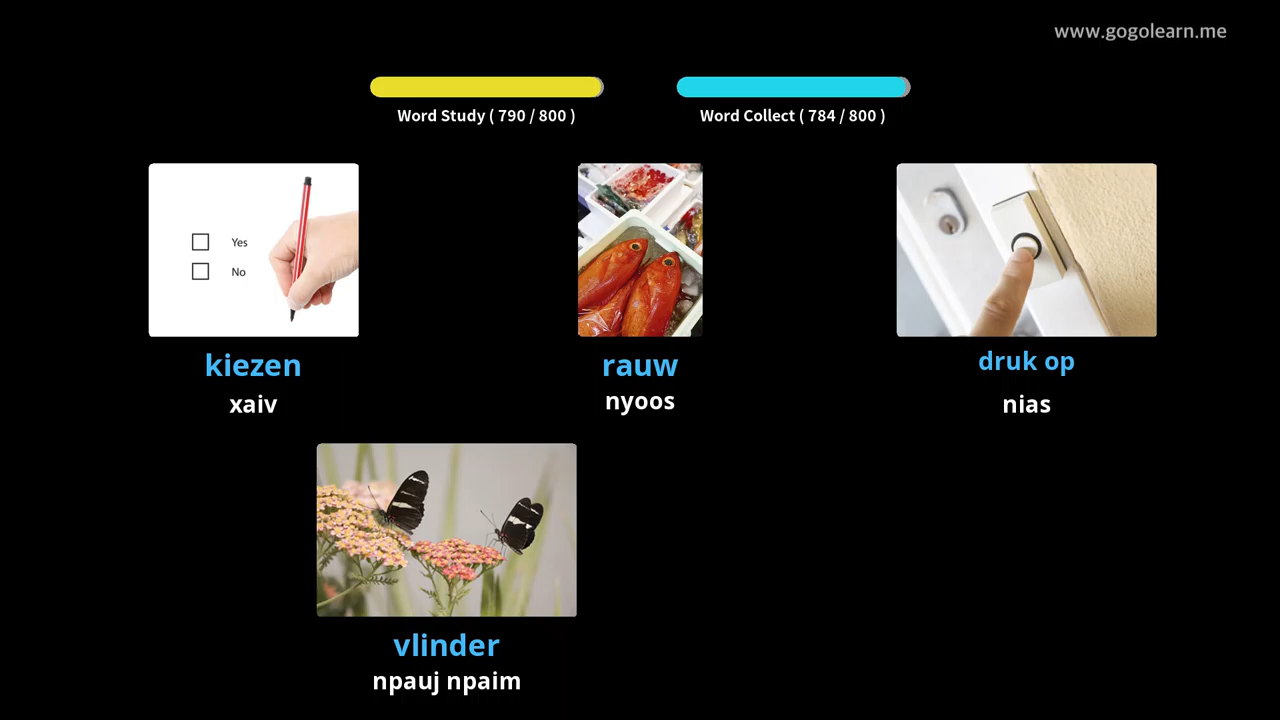 www.gogolearn.me
Word Study ( 790 / 800 )
Word Collect ( 784 / 800 )
Yes
No
kiezen
xaiv
rauw
nyoos
druk op
nias
vlinder
npauj npaim